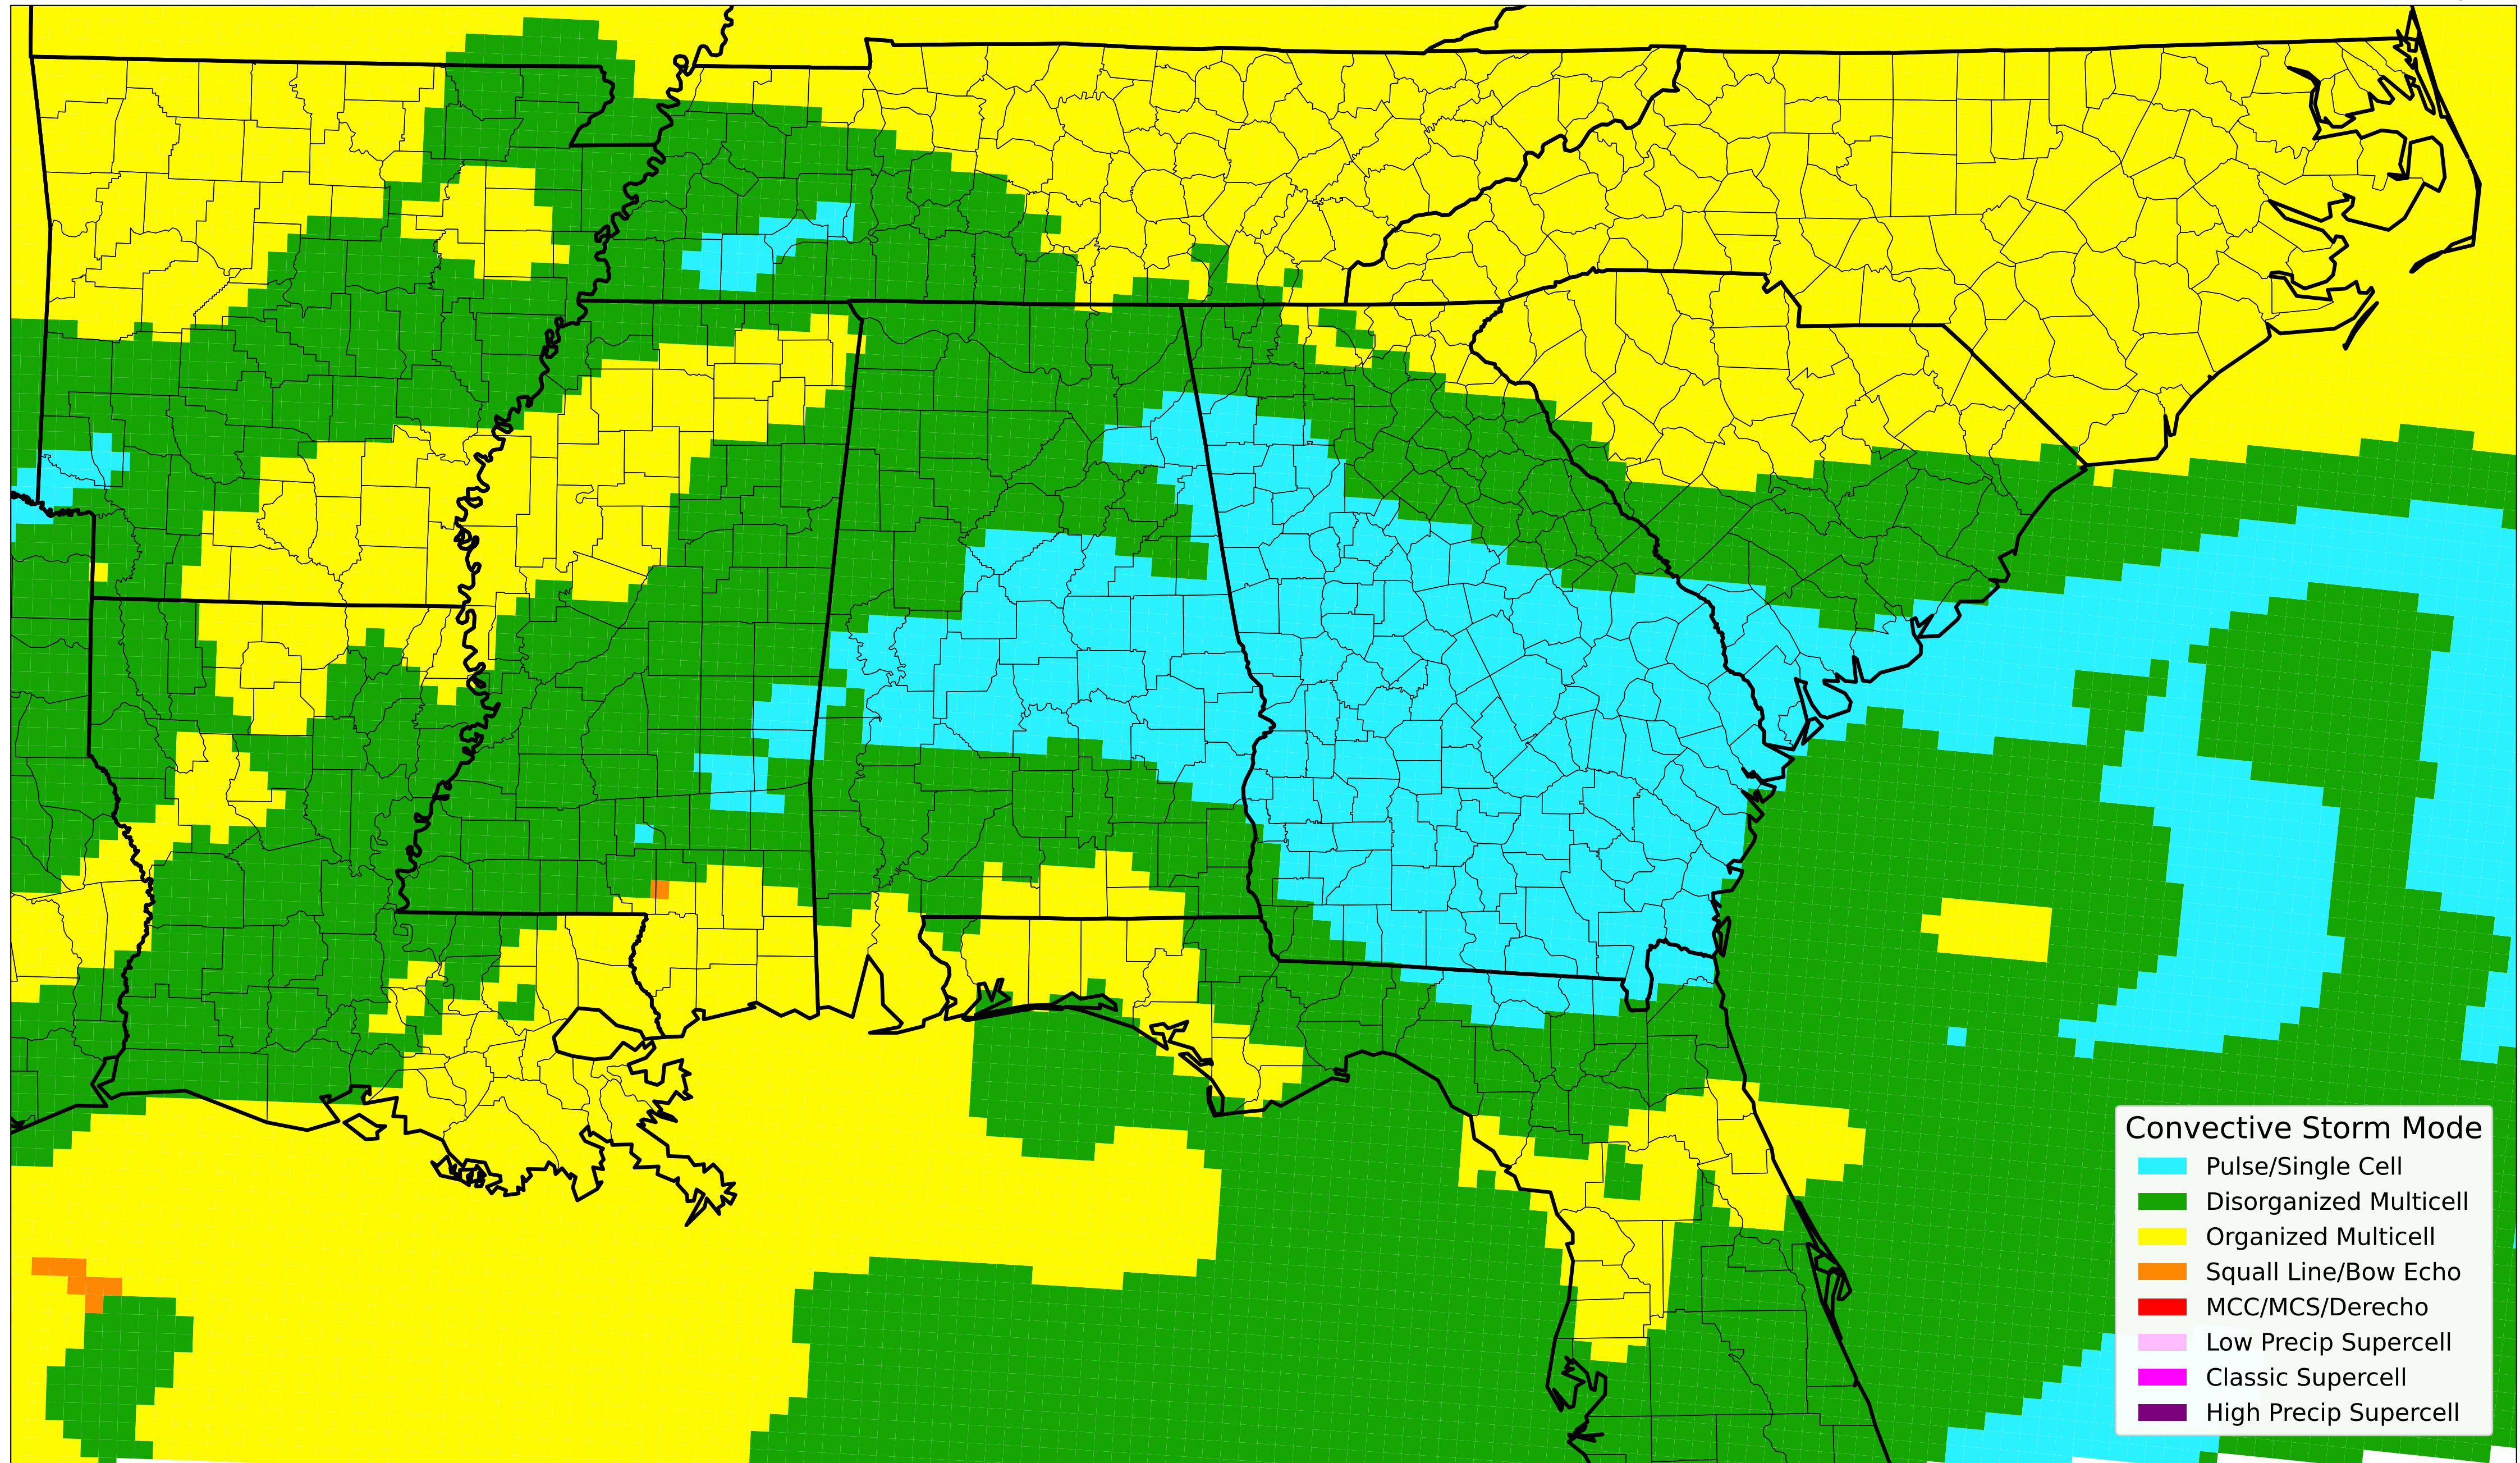 Convective Storm Mode
Pulse/Single Cell
Disorganized Multicell
Organized Multicell
Squall Line/Bow Echo
MCC/MCS/Derecho
Low Precip Supercell
Classic Supercell
High Precip Supercell